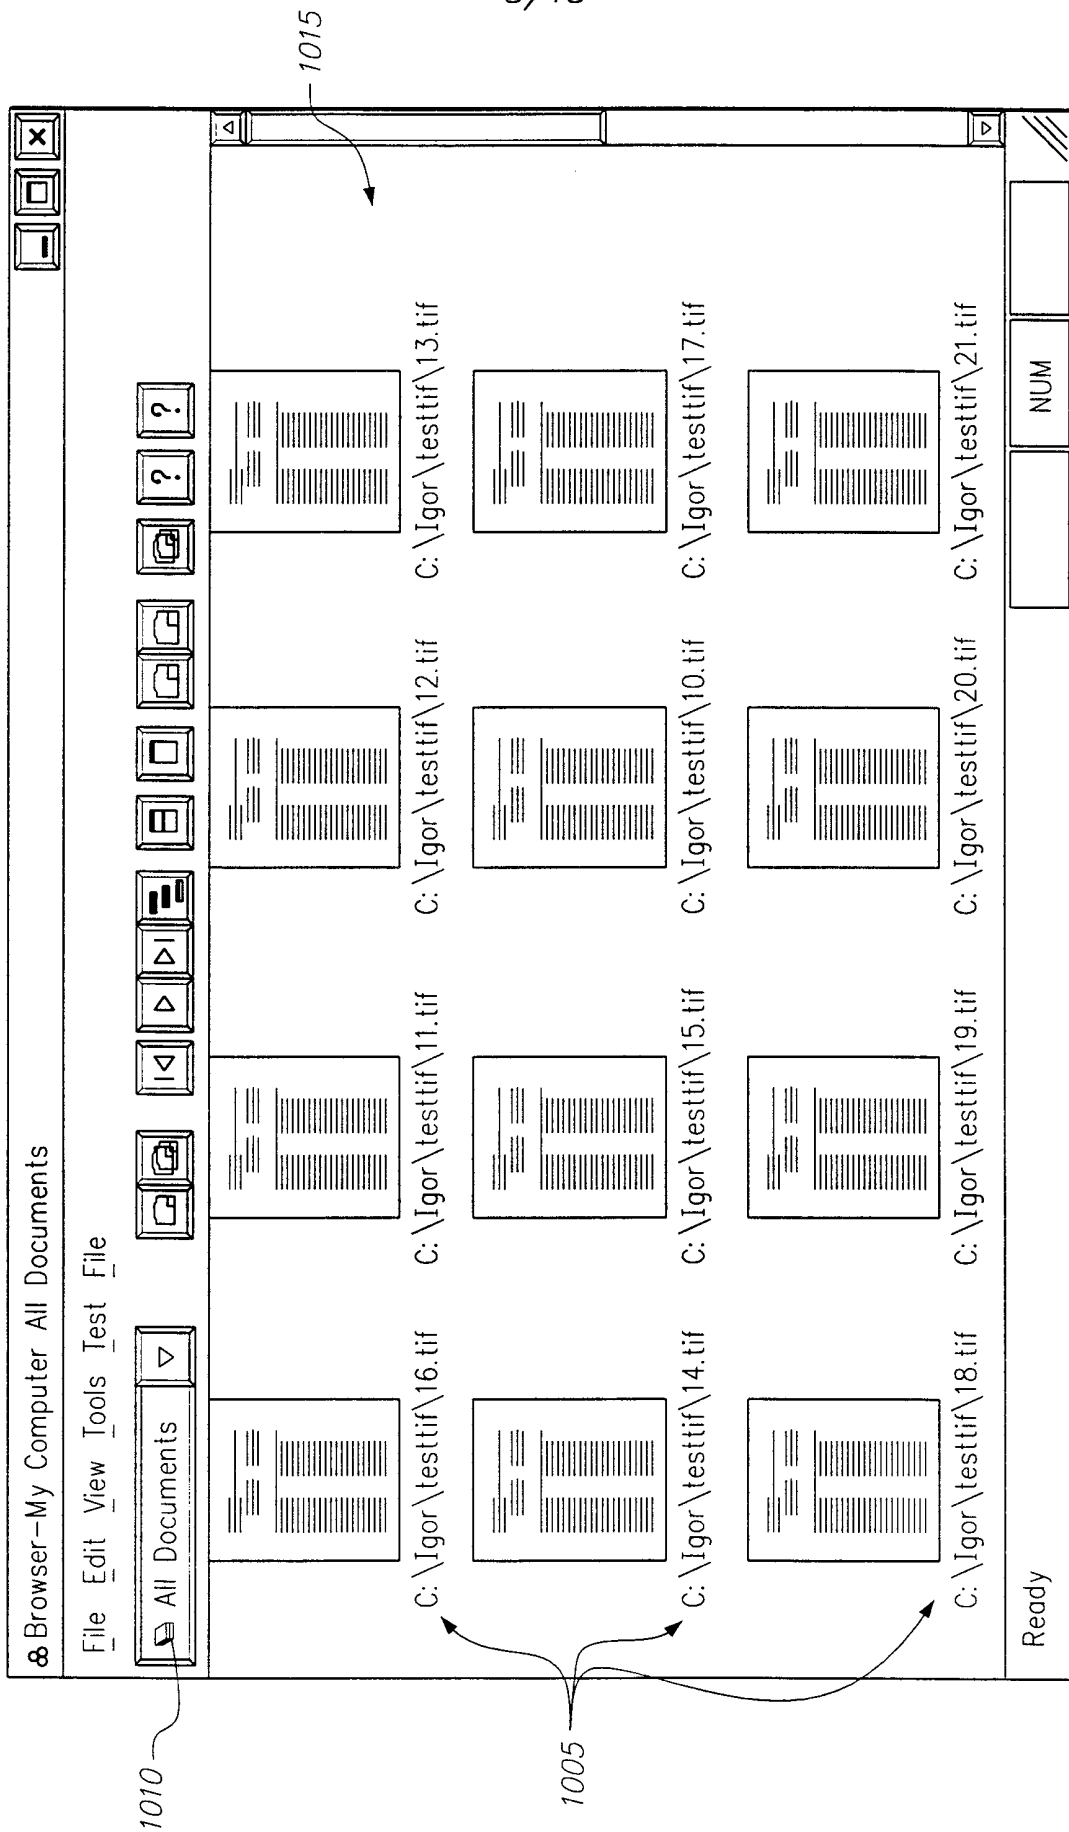 1015
Browser-My Computer All Documents
File Edit View Tools Test File
1010
All Documents
? ?
C:\Igor\testtif\16.tif C:\Igor\testtif\11.tif C:\Igor\testtif\12.tif C:\Igor\testtif\13.tif
1005
C:\Igor\testtif\14.tif C:\Igor\testtif\15.tif C:\Igor\testtif\10.tif C:\Igor\testtif\17.tif
C:\Igor\testtif\18.tif C:\Igor\testtif\19.tif C:\Igor\testtif\20.tif C:\Igor\testtif\21.tif
Ready NUM